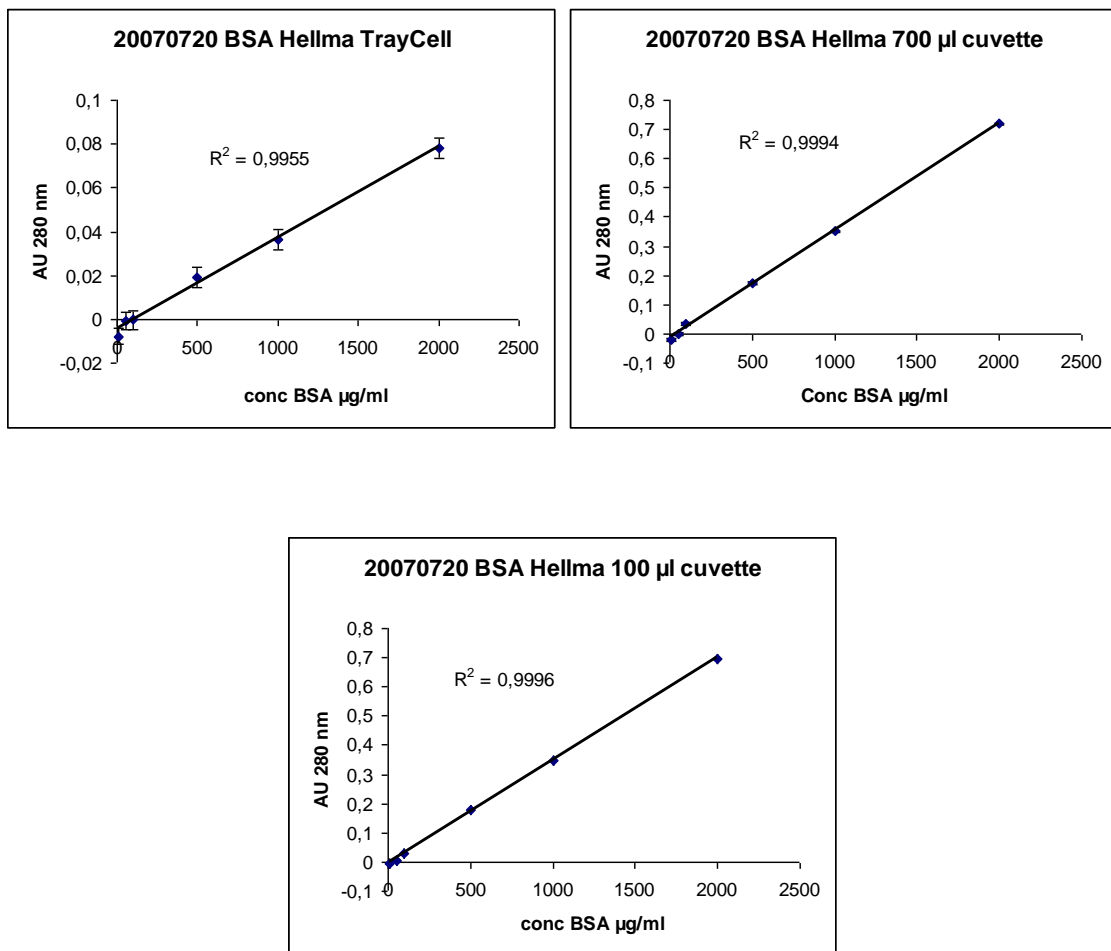 20070720 BSA Hellma TrayCell
0,1
0,08
0,06
0,04
0,02
0
-0,02
AU 280 nm
R² = 0,9955
0 500 1000 1500 2000 2500
conc BSA µg/ml
20070720 BSA Hellma 700 µl cuvette
0,8
0,7
0,6
0,5
0,4
0,3
0,2
0,1
0
-0,1
AU 280 nm
R² = 0,9994
0 500 1000 1500 2000 2500
Conc BSA µg/ml
20070720 BSA Hellma 100 µl cuvette
0,8
0,7
0,6
0,5
0,4
0,3
0,2
0,1
0
-0,1
AU 280 nm
R² = 0,9996
0 500 1000 1500 2000 2500
conc BSA µg/ml